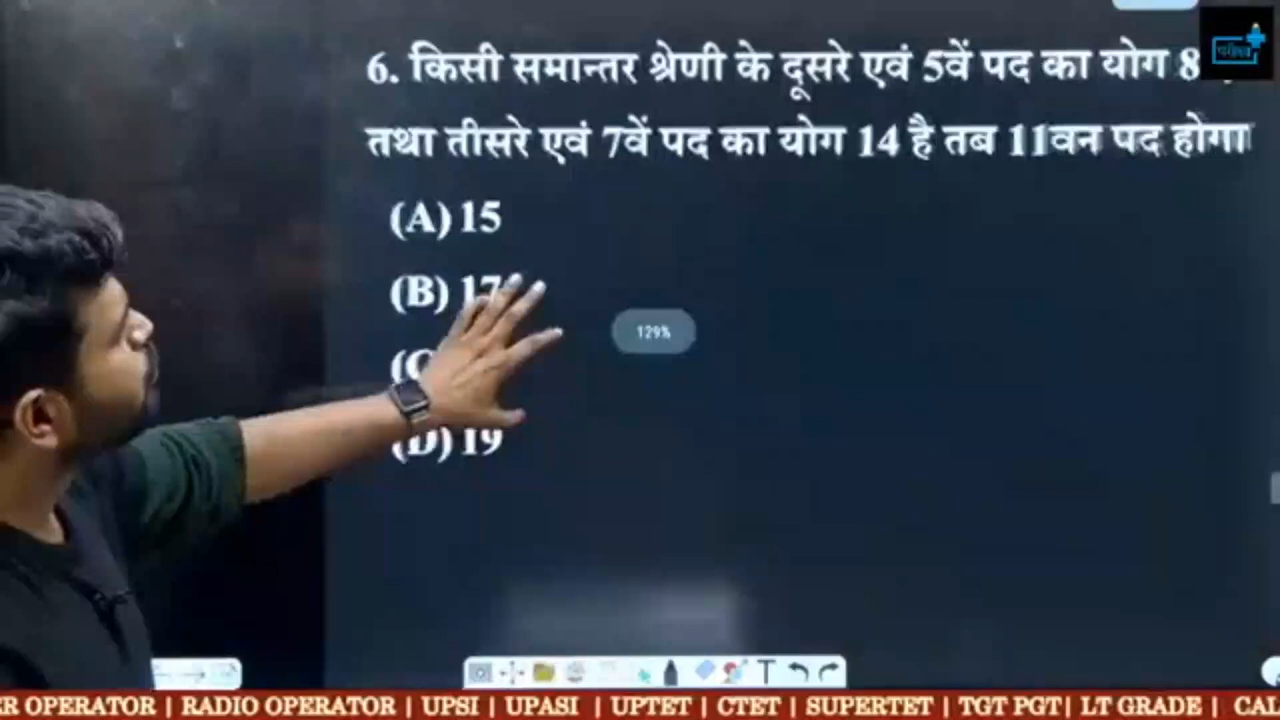 6. किसी समान्तर श्रेणी के दूसरे एवं 5वें पद का योग 8
तथा तीसरे एवं 7वें पद का योग 14 है तब 11वन पद होगा
(A) 15
(B) 17
129%
(D) 19
T
OPERATOR | RADIO OPERATOR | UPSI | UPASI | UPTET | CTET | SUPERTET | TGT PGT| LT GRADE |